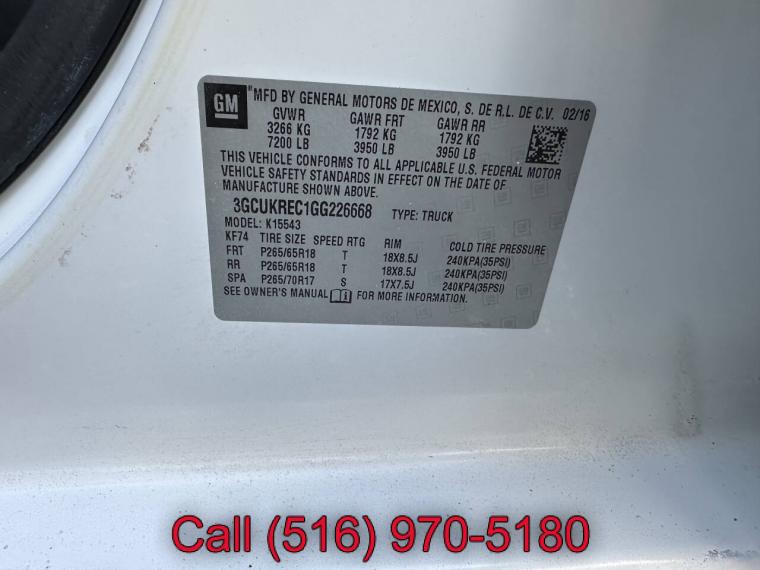 GM "MFD BY GENERAL MOTORS DE MEXICO, S. DE R.L. DE C.V. 02/16
GVWR GAWR FRT GAWR RR
3266 KG 1792 KG 1792 KG
7200 LB 3950 LB 3950 LB
THIS VEHICLE CONFORMS TO ALL APPLICABLE U.S. FEDERAL MOTOR
VEHICLE SAFETY STANDARDS IN EFFECT ON THE DATE OF
MANUFACTURE SHOWN ABOVE.
3GCUKREC1GG226668 TYPE: TRUCK
MODEL: K15543
KF74 TIRE SIZE SPEED RTG RIM COLD TIRE PRESSURE
FRT P265/65R18 T 18X8.5J 240KPA(35PSI)
RR P265/65R18 T 18X8.5J 240KPA(35PSI)
SPA P265/70R17 S 17X7.5J 240KPA(35PSI)
SEE OWNER'S MANUAL FOR MORE INFORMATION.
Call (516) 970-5180